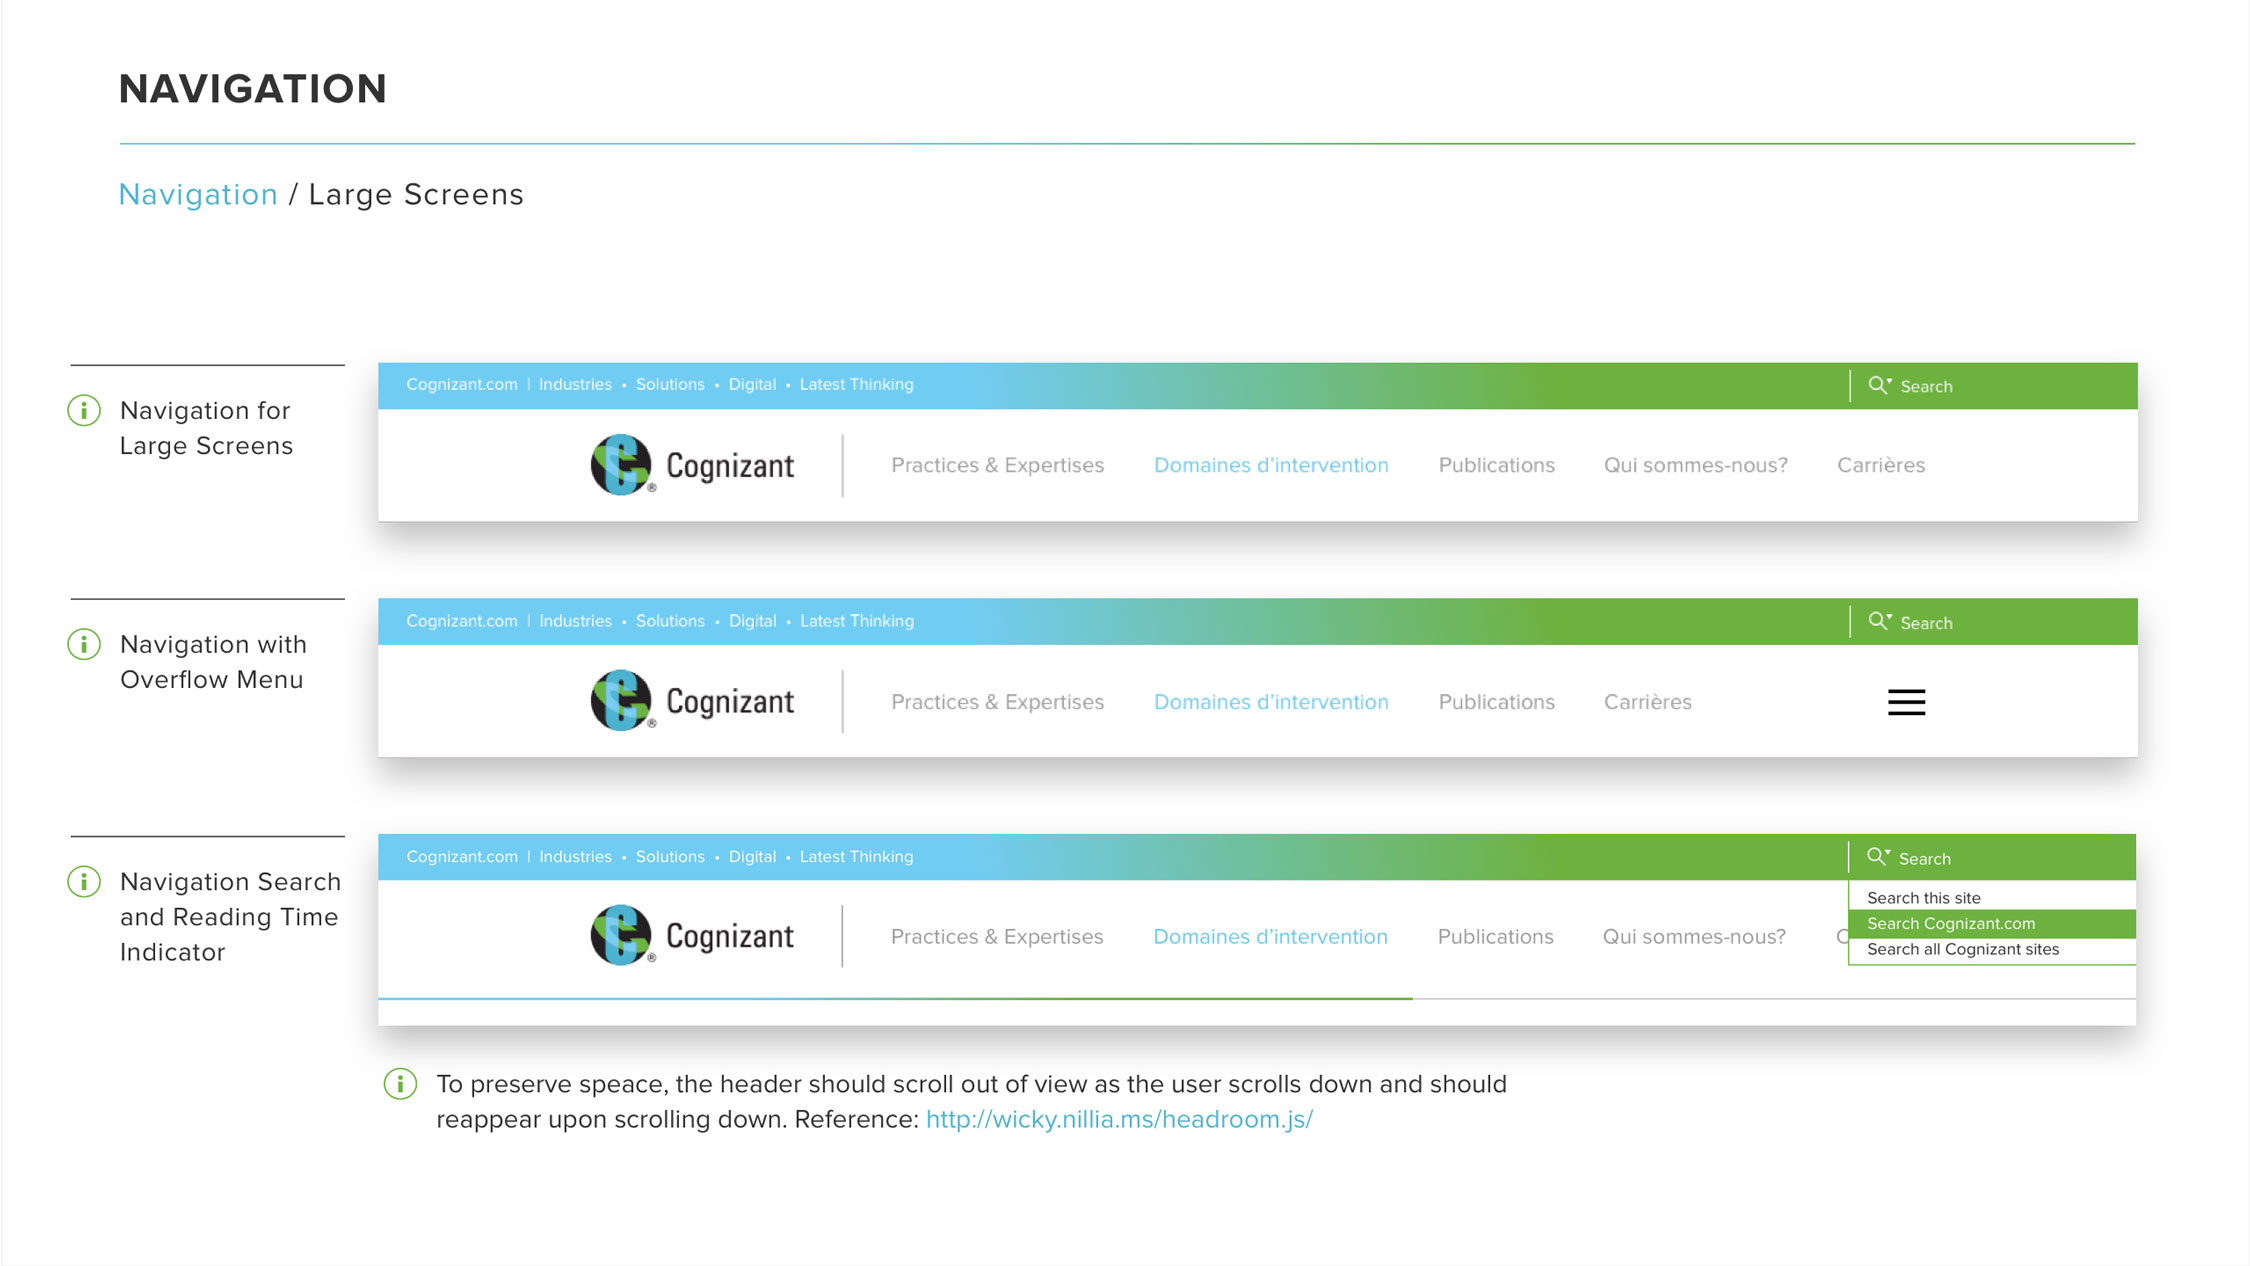 NAVIGATION
Navigation / Large Screens
Navigation for
Large Screens
Cognizant.com | Industries • Solutions • Digital • Latest Thinking
Search
Cognizant
Practices & Expertises Domaines d’intervention Publications Qui sommes-nous? Carrières
Navigation with
Overflow Menu
Cognizant.com | Industries • Solutions • Digital • Latest Thinking
Search
Cognizant
Practices & Expertises Domaines d’intervention Publications Carrières
Navigation Search
and Reading Time
Indicator
Cognizant.com | Industries • Solutions • Digital • Latest Thinking
Search
Cognizant
Practices & Expertises Domaines d’intervention Publications Qui sommes-nous? C
Search this site
Search Cognizant.com
Search all Cognizant sites
To preserve speace, the header should scroll out of view as the user scrolls down and should
reappear upon scrolling down. Reference: http://wicky.nillia.ms/headroom.js/